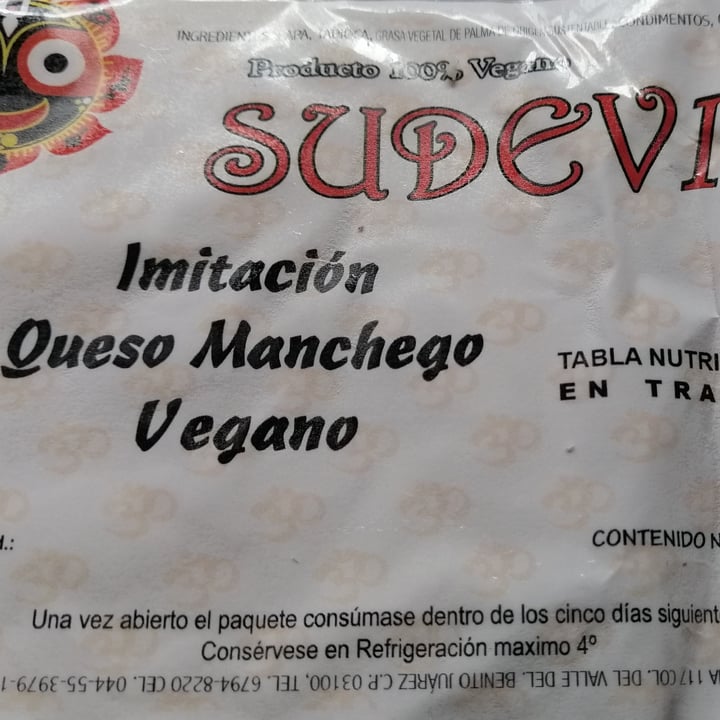 INGREDIENTES: PAPA, TAPIOCA, GRASA VEGETAL DE PALMA DE ORIGEN SUSTENTABLE, CONDIMENTOS,
Producto 100% Vegano
SUDEVI
Imitación
Queso Manchego
Vegano
TABLA NUTRI
EN TRA
d.:
CONTENIDO N
Una vez abierto el paquete consúmase dentro de los cinco días siguient
Consérvese en Refrigeración maximo 4º
A 117 COL. DEL VALLE DEL. BENITO JUÁREZ C.P. 03100, TEL. 6794-8220 CEL. 044-55-3979-1